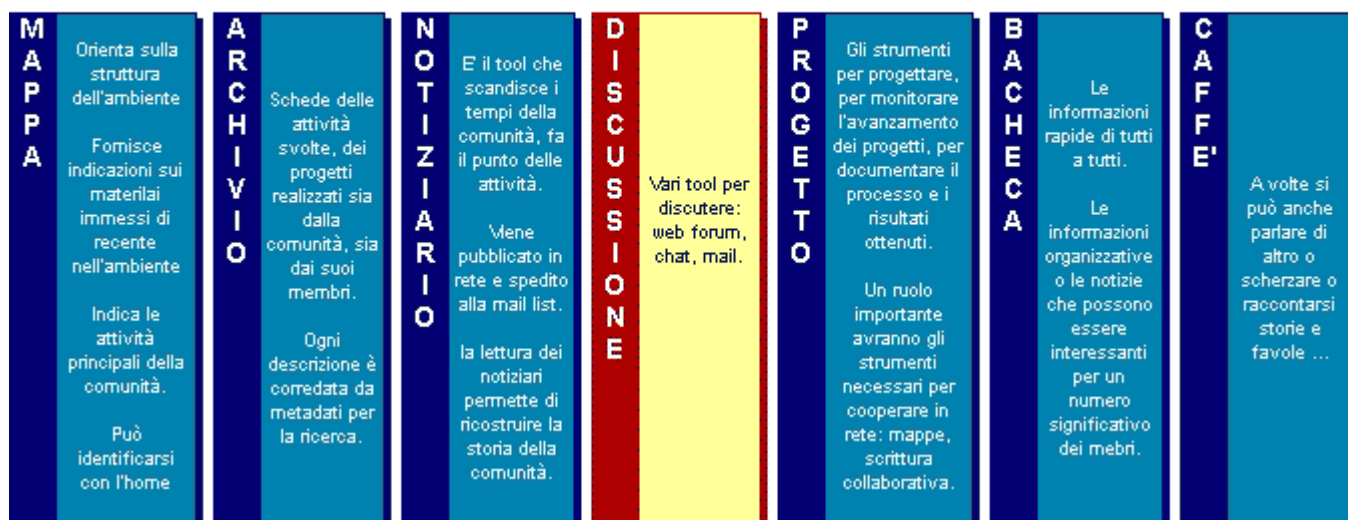 MAPPA
Orienta sulla
struttura
dell'ambiente
Fornisce
indicazioni sui
materilai
immessi di
recente
nell'ambiente
Indica le
attività
principali della
comunità.
Può
identificarsi
con l'home
ARCHIVIO
Schede delle
attività
svolte, dei
progetti
realizzati sia
dalla
comunità, sia
dai suoi
membri.
Ogni
descrizione è
corredata da
metadati per
la ricerca.
NOTIZIARIO
E' il tool che
scandisce i
tempi della
comunità, fa
il punto delle
attività.
Viene
pubblicato in
rete e spedito
alla mail list.
la lettura dei
notiziari
permette di
ricostruire la
storia della
comunità.
DISCUSSIONE
Vari tool per
discutere:
web forum,
chat, mail.
PROGETTO
Gli strumenti
per progettare,
per monitorare
l'avanzamento
dei progetti, per
documentare il
processo e i
risultati
ottenuti.
Un ruolo
importante
avranno gli
strumenti
necessari per
cooperare in
rete: mappe,
scrittura
collaborativa.
BACHECA
Le
informazioni
rapide di tutti
a tutti.
Le
informazioni
organizzative
o le notizie
che possono
essere
interessanti
per un
numero
significativo
dei mebri.
CAFFE'
A volte si
può anche
parlare di
altro o
scherzare o
raccontarsi
storie e
favole ...